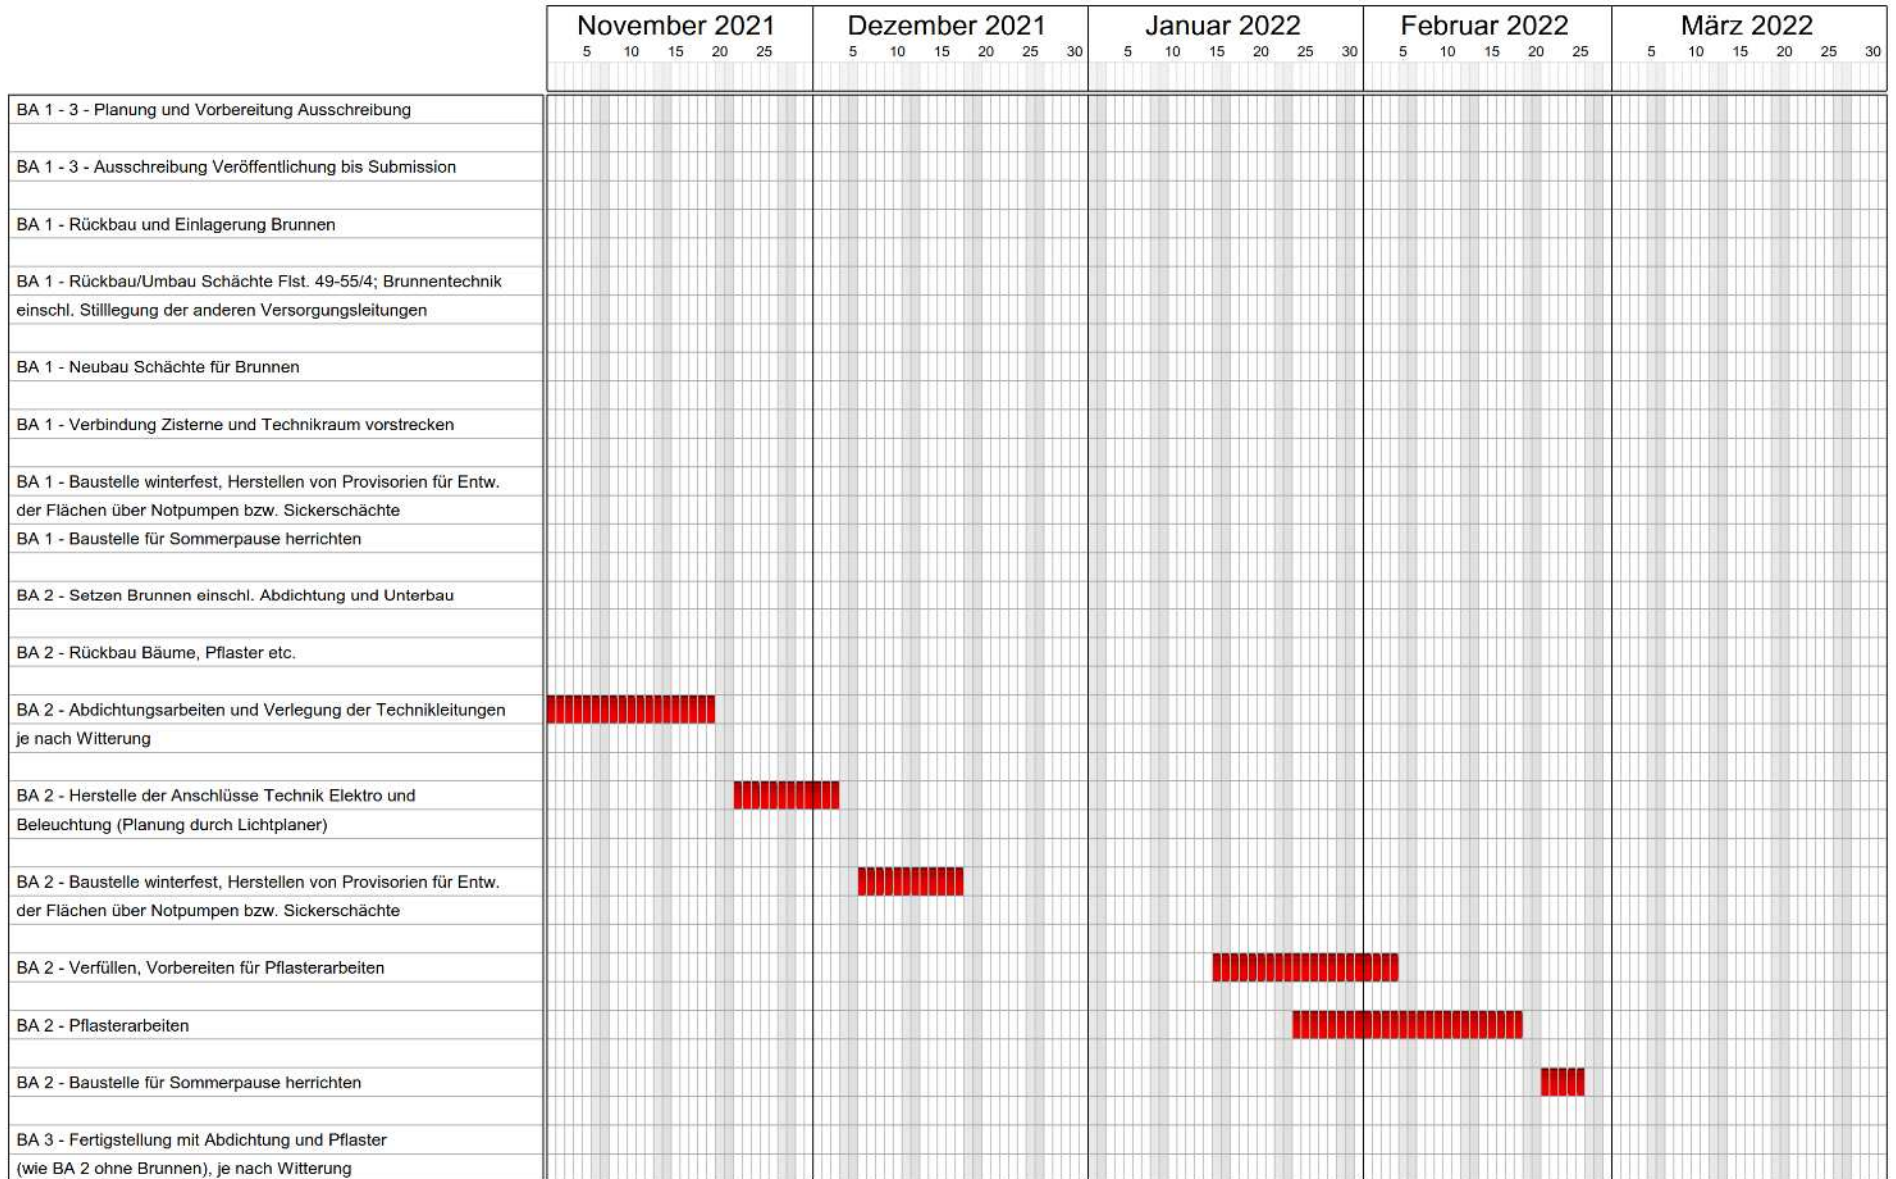 November 2021 Dezember 2021 Januar 2022 Februar 2022 März 2022
5 10 15 20 25 5 10 15 20 25 30 5 10 15 20 25 30 5 10 15 20 25 5 10 15 20 25 30
BA 1 - 3 - Planung und Vorbereitung Ausschreibung
BA 1 - 3 - Ausschreibung Veröffentlichung bis Submission
BA 1 - Rückbau und Einlagerung Brunnen
BA 1 - Rückbau/Umbau Schächte Flst. 49-55/4; Brunnentechnik
einschl. Stilllegung der anderen Versorgungsleitungen
BA 1 - Neubau Schächte für Brunnen
BA 1 - Verbindung Zisterne und Technikraum vorstrecken
BA 1 - Baustelle winterfest, Herstellen von Provisorien für Entw.
der Flächen über Notpumpen bzw. Sickerschächte
BA 1 - Baustelle für Sommerpause herrichten
BA 2 - Setzen Brunnen einschl. Abdichtung und Unterbau
BA 2 - Rückbau Bäume, Pflaster etc.
BA 2 - Abdichtungsarbeiten und Verlegung der Technikleitungen
je nach Witterung
BA 2 - Herstelle der Anschlüsse Technik Elektro und
Beleuchtung (Planung durch Lichtplaner)
BA 2 - Baustelle winterfest, Herstellen von Provisorien für Entw.
der Flächen über Notpumpen bzw. Sickerschächte
BA 2 - Verfüllen, Vorbereiten für Pflasterarbeiten
BA 2 - Pflasterarbeiten
BA 2 - Baustelle für Sommerpause herrichten
BA 3 - Fertigstellung mit Abdichtung und Pflaster
(wie BA 2 ohne Brunnen), je nach Witterung